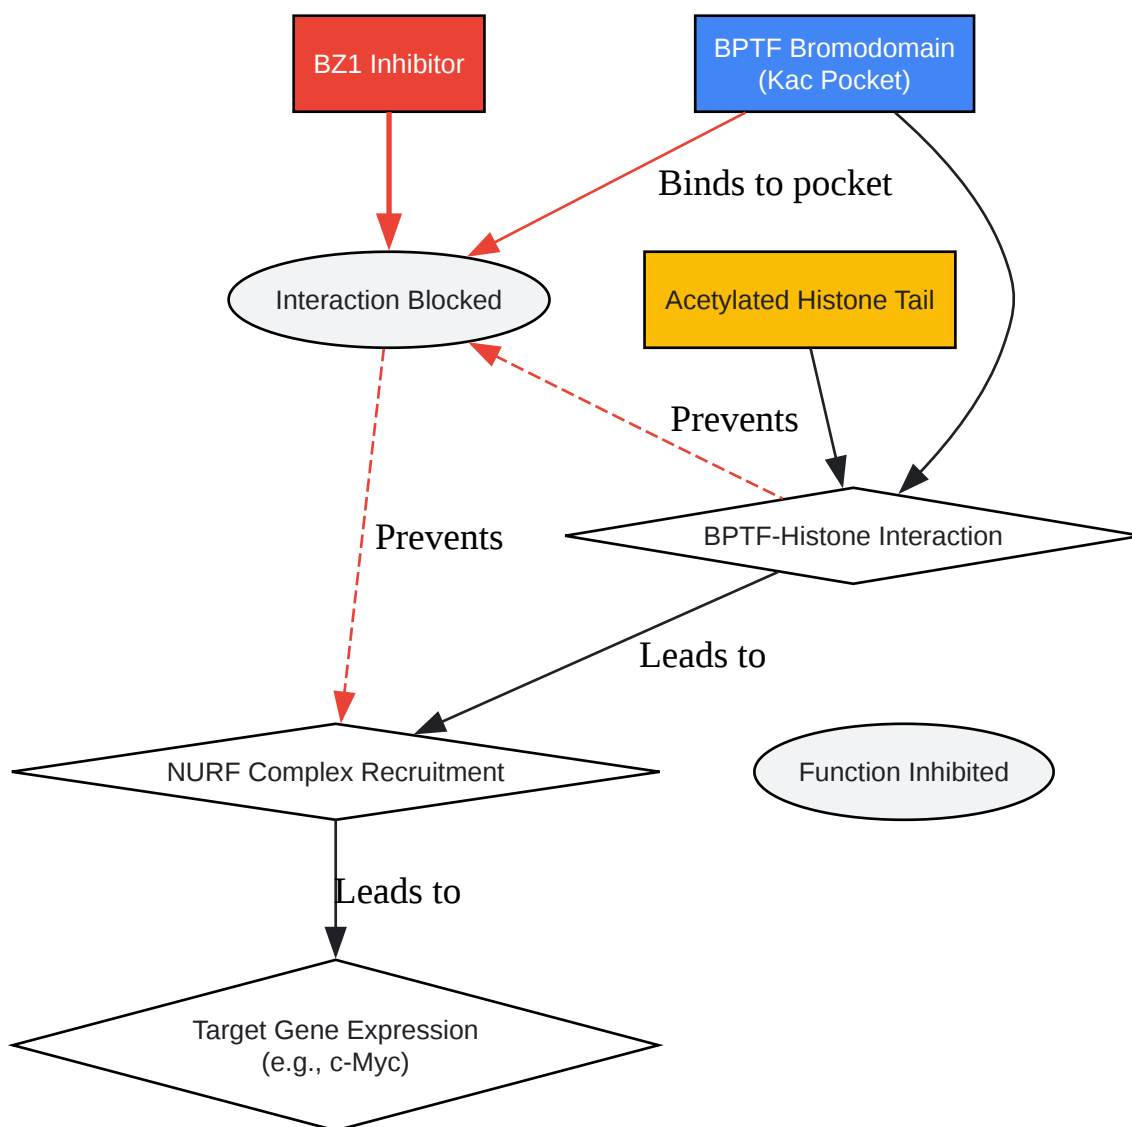 BZ1 Inhibitor
BPTF Bromodomain
(Kac Pocket)
Binds to pocket
Interaction Blocked
Acetylated Histone Tail
Prevents
Prevents
BPTF-Histone Interaction
Leads to
NURF Complex Recruitment
Function Inhibited
Leads to
Target Gene Expression
(e.g., c-Myc)